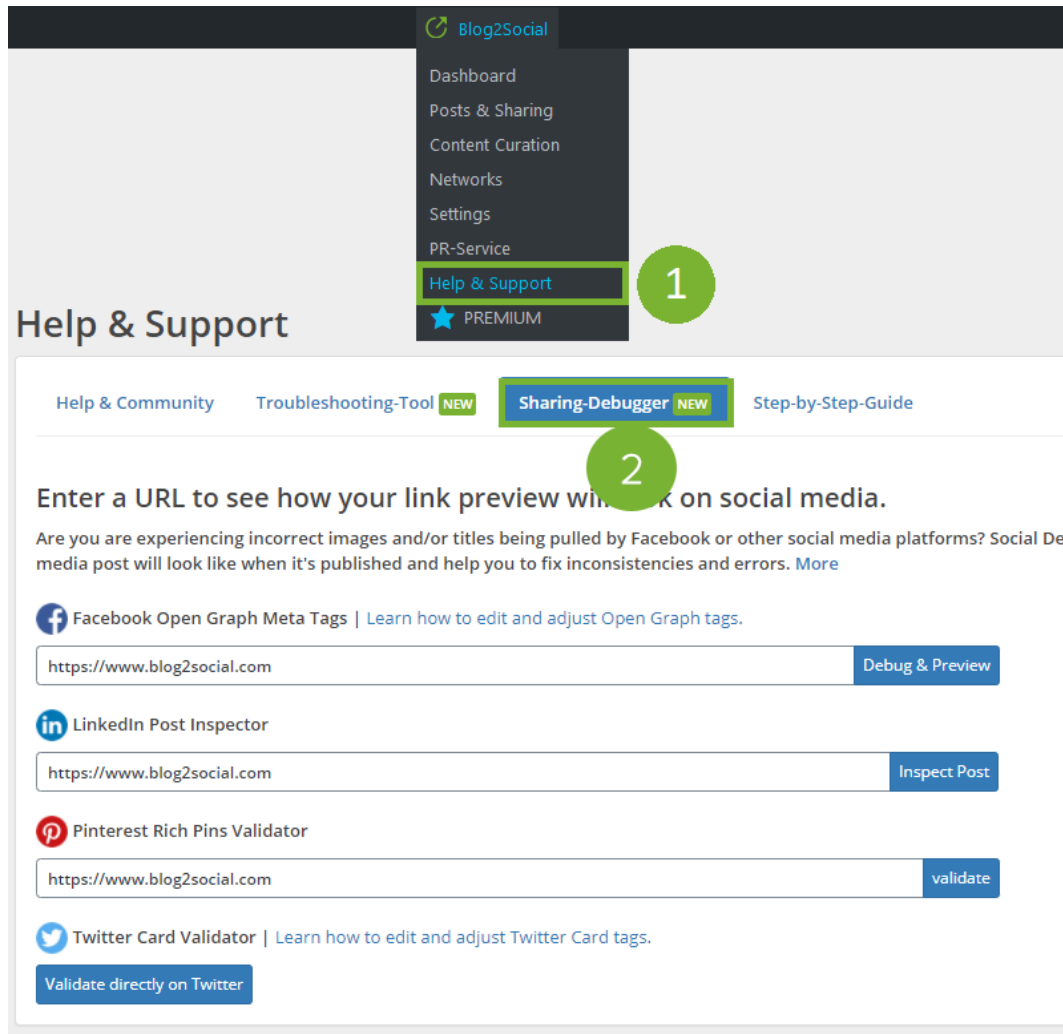 Blog2Social
Dashboard
Posts & Sharing
Content Curation
Networks
Settings
PR-Service
Help & Support
1
PREMIUM
Help & Support
Help & Community Troubleshooting-Tool NEW Sharing-Debugger NEW Step-by-Step-Guide
2
Enter a URL to see how your link preview on social media.
Are you are experiencing incorrect images and/or titles being pulled by Facebook or other social media platforms? Social De
media post will look like when it's published and help you to fix inconsistencies and errors. More
Facebook Open Graph Meta Tags | Learn how to edit and adjust Open Graph tags.
https://www.blog2social.com Debug & Preview
LinkedIn Post Inspector
https://www.blog2social.com Inspect Post
Pinterest Rich Pins Validator
https://www.blog2social.com validate
Twitter Card Validator | Learn how to edit and adjust Twitter Card tags.
Validate directly on Twitter